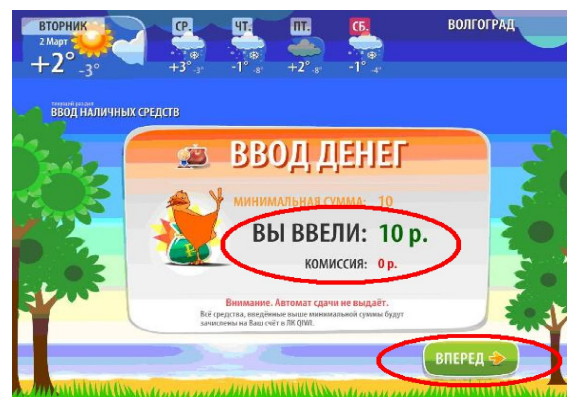 ВТОРНИК
2 Март
+2° -3°
СР.
+3° -3°
ЧТ.
-1° -8°
ПТ.
+2° -8°
СБ.
-1° -4°
ВОЛГОГРАД
ВВОД НАЛИЧНЫХ СРЕДСТВ
ВВОД ДЕНЕГ
МИНИМАЛЬНАЯ СУММА: 10
ВЫ ВВЕЛИ: 10 р.
КОМИССИЯ: 0 р.
Внимание. Автомат сдачи не выдаёт.
Всё средства, введённые выше минимальной суммы будут
зачислены на Ваш счёт в ЛК QIWI.
ВПЕРЕД